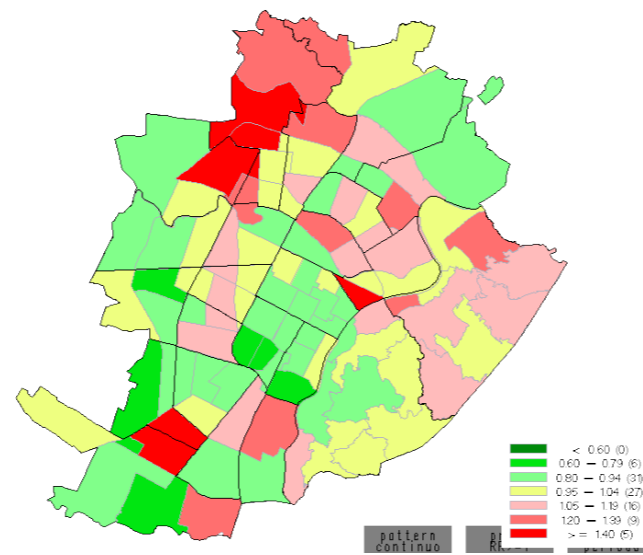 < 0.60 (0)
0.60 – 0.79 (6)
0.80 – 0.94 (31)
0.95 – 1.04 (27)
1.05 – 1.19 (16)
1.20 – 1.39 (9)
>= 1.40 (5)
pattern
continuo